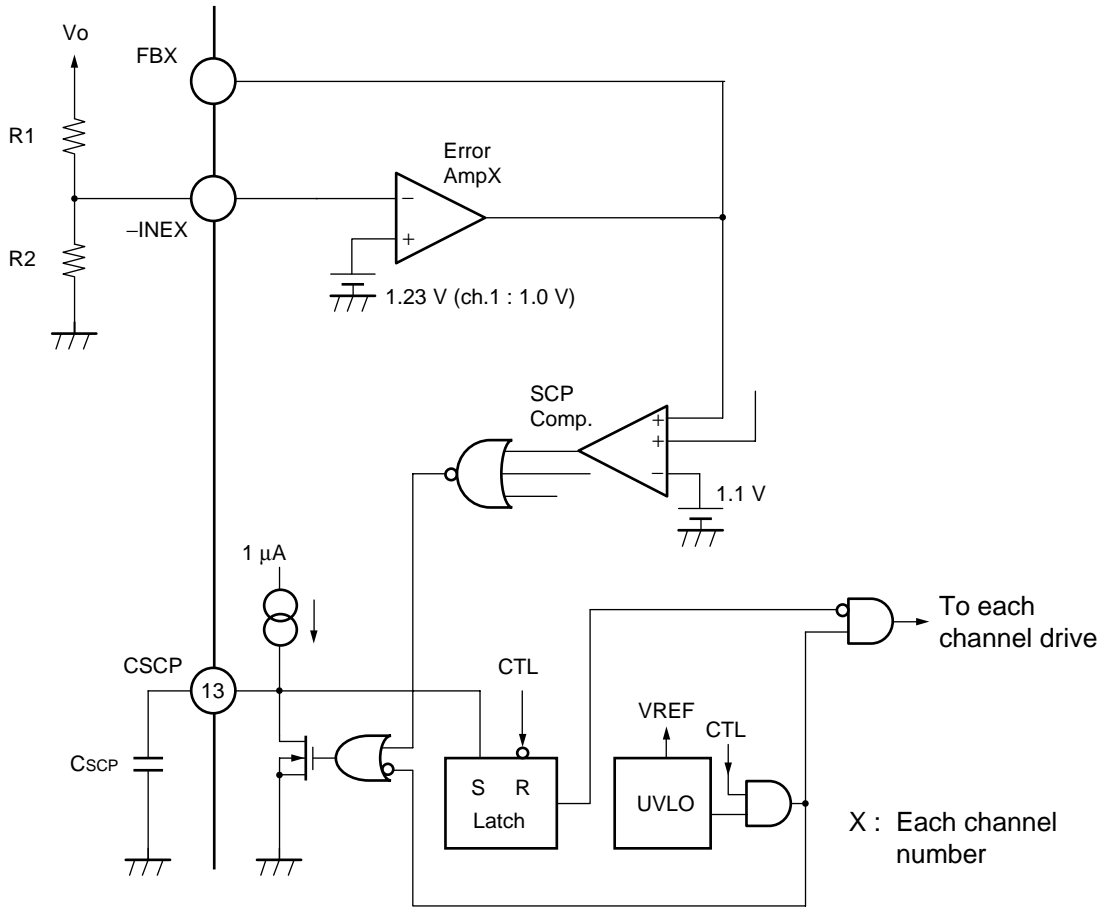 Vo
FBX
R1
Error
AmpX
−
+
–INEX
R2
1.23 V (ch.1 : 1.0 V)
SCP
Comp.
+
+
−
1.1 V
1 µA
To each
channel drive
CSCP
13
CTL
VREF
CTL
CSCP
S R
Latch
UVLO
X : Each channel
number